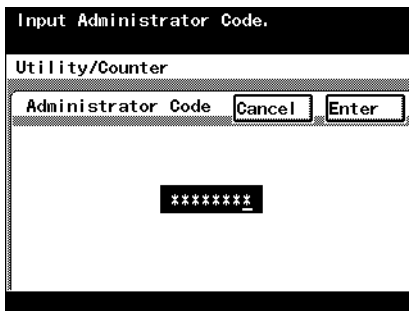 Input Administrator Code.
Utility/Counter
Administrator Code Cancel Enter
********